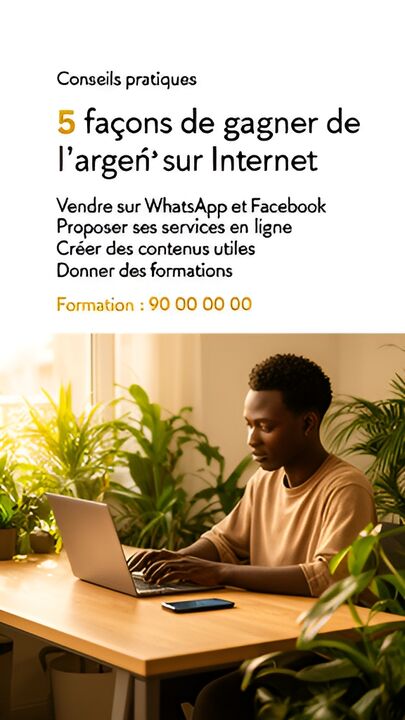 Conseils pratiques
5 façons de gagner de
l'argeń' sur Internet
Vendre sur WhatsApp et Facebook
Proposer ses services en ligne
Créer des contenus utiles
Donner des formations
Formation : 90 00 00 00